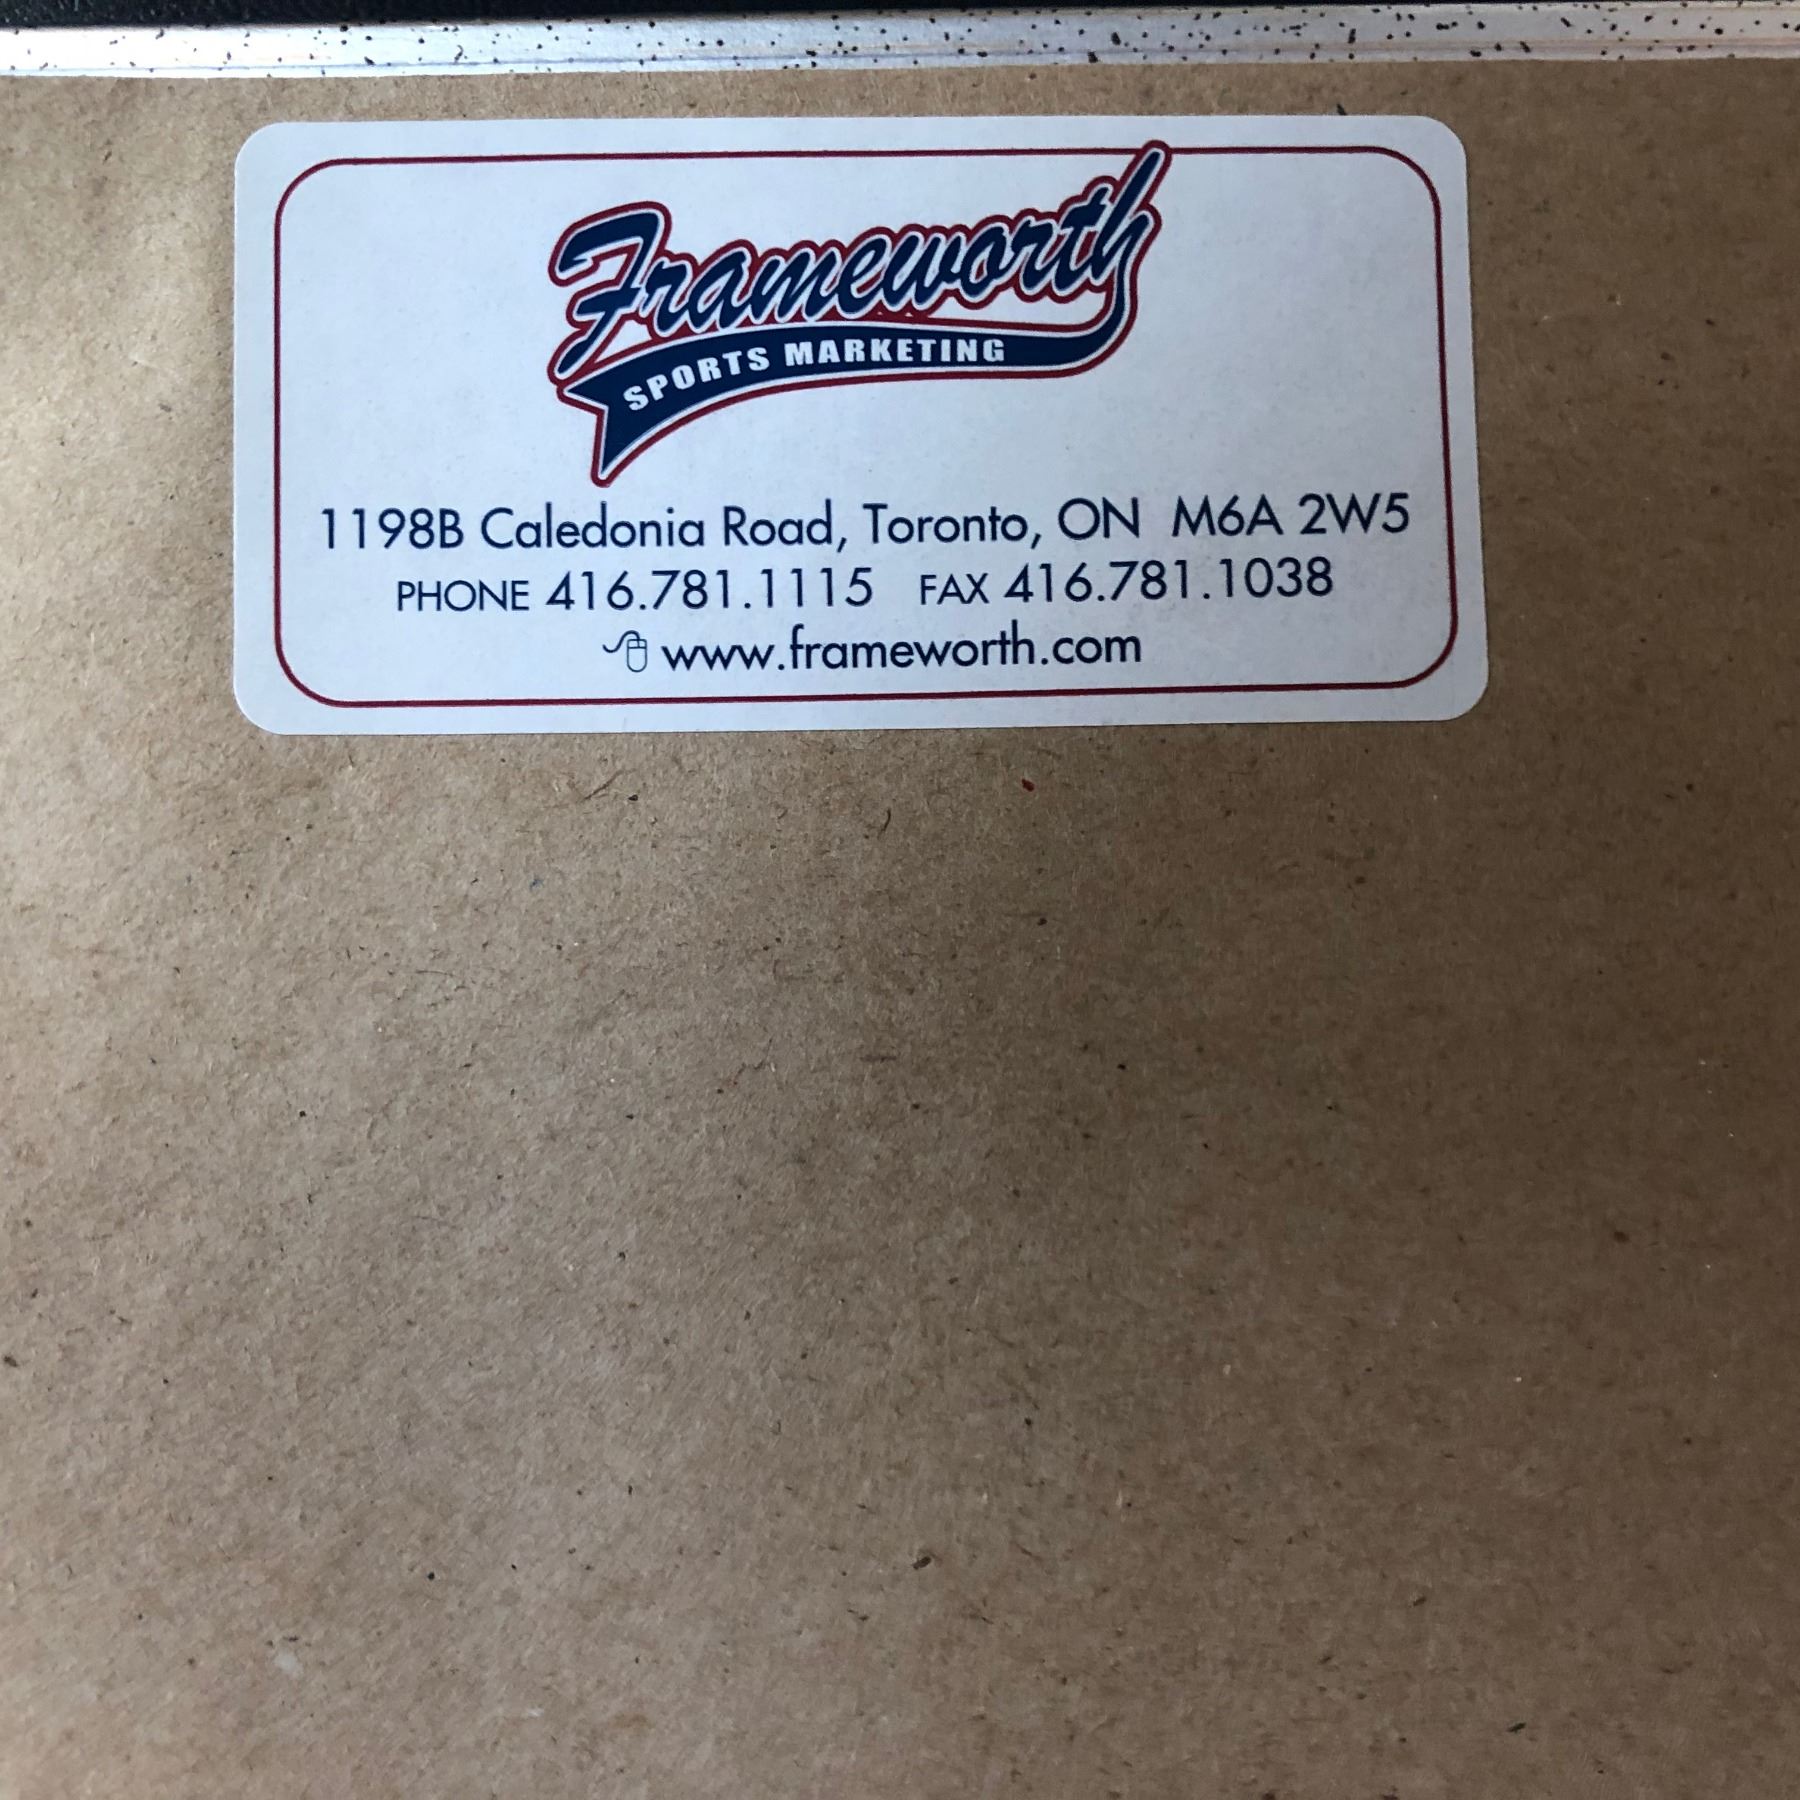 Frameworth
SPORTS MARKETING
1198B Caledonia Road, Toronto, ON M6A 2W5
PHONE 416.781.1115 FAX 416.781.1038
www.frameworth.com